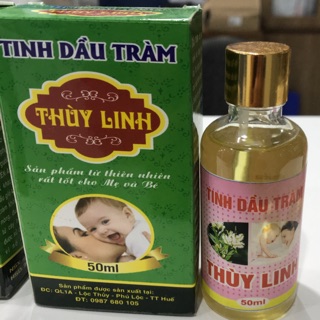 TINH DẦU TRÀM
THÙY LINH
Sản phẩm từ thiên nhiên
rất tốt cho Mẹ và Bé
50ml
Sản phẩm được sản xuất tại:
ĐC: QL1A - Lộc Thủy - Phú Lộc - TT Huế
ĐT: 0987 680 105
TINH DẦU TRÀM
THÙY LINH
50ml